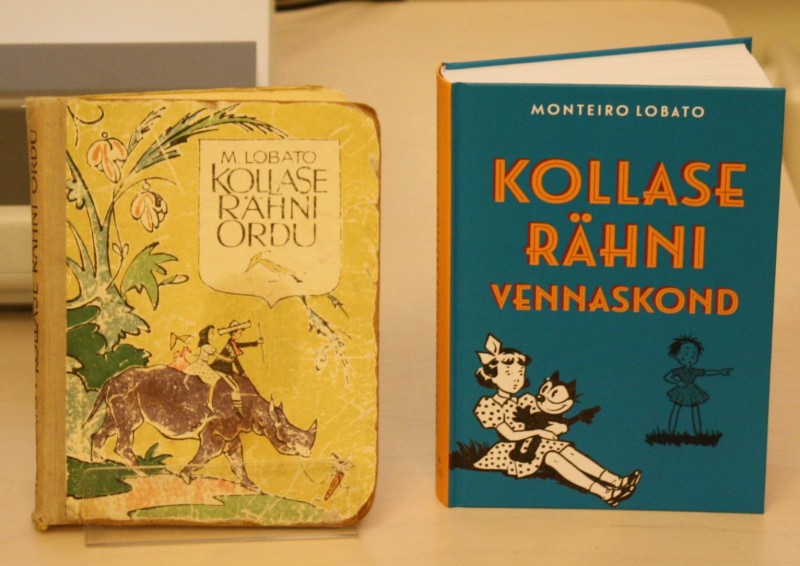 KOLLASE RÄHNI ORDU
M. LOBATO
KOLLASE
RÄHNI
ORDU
MONTEIRO LOBATO
KOLLASE
RÄHNI
VENNASKOND